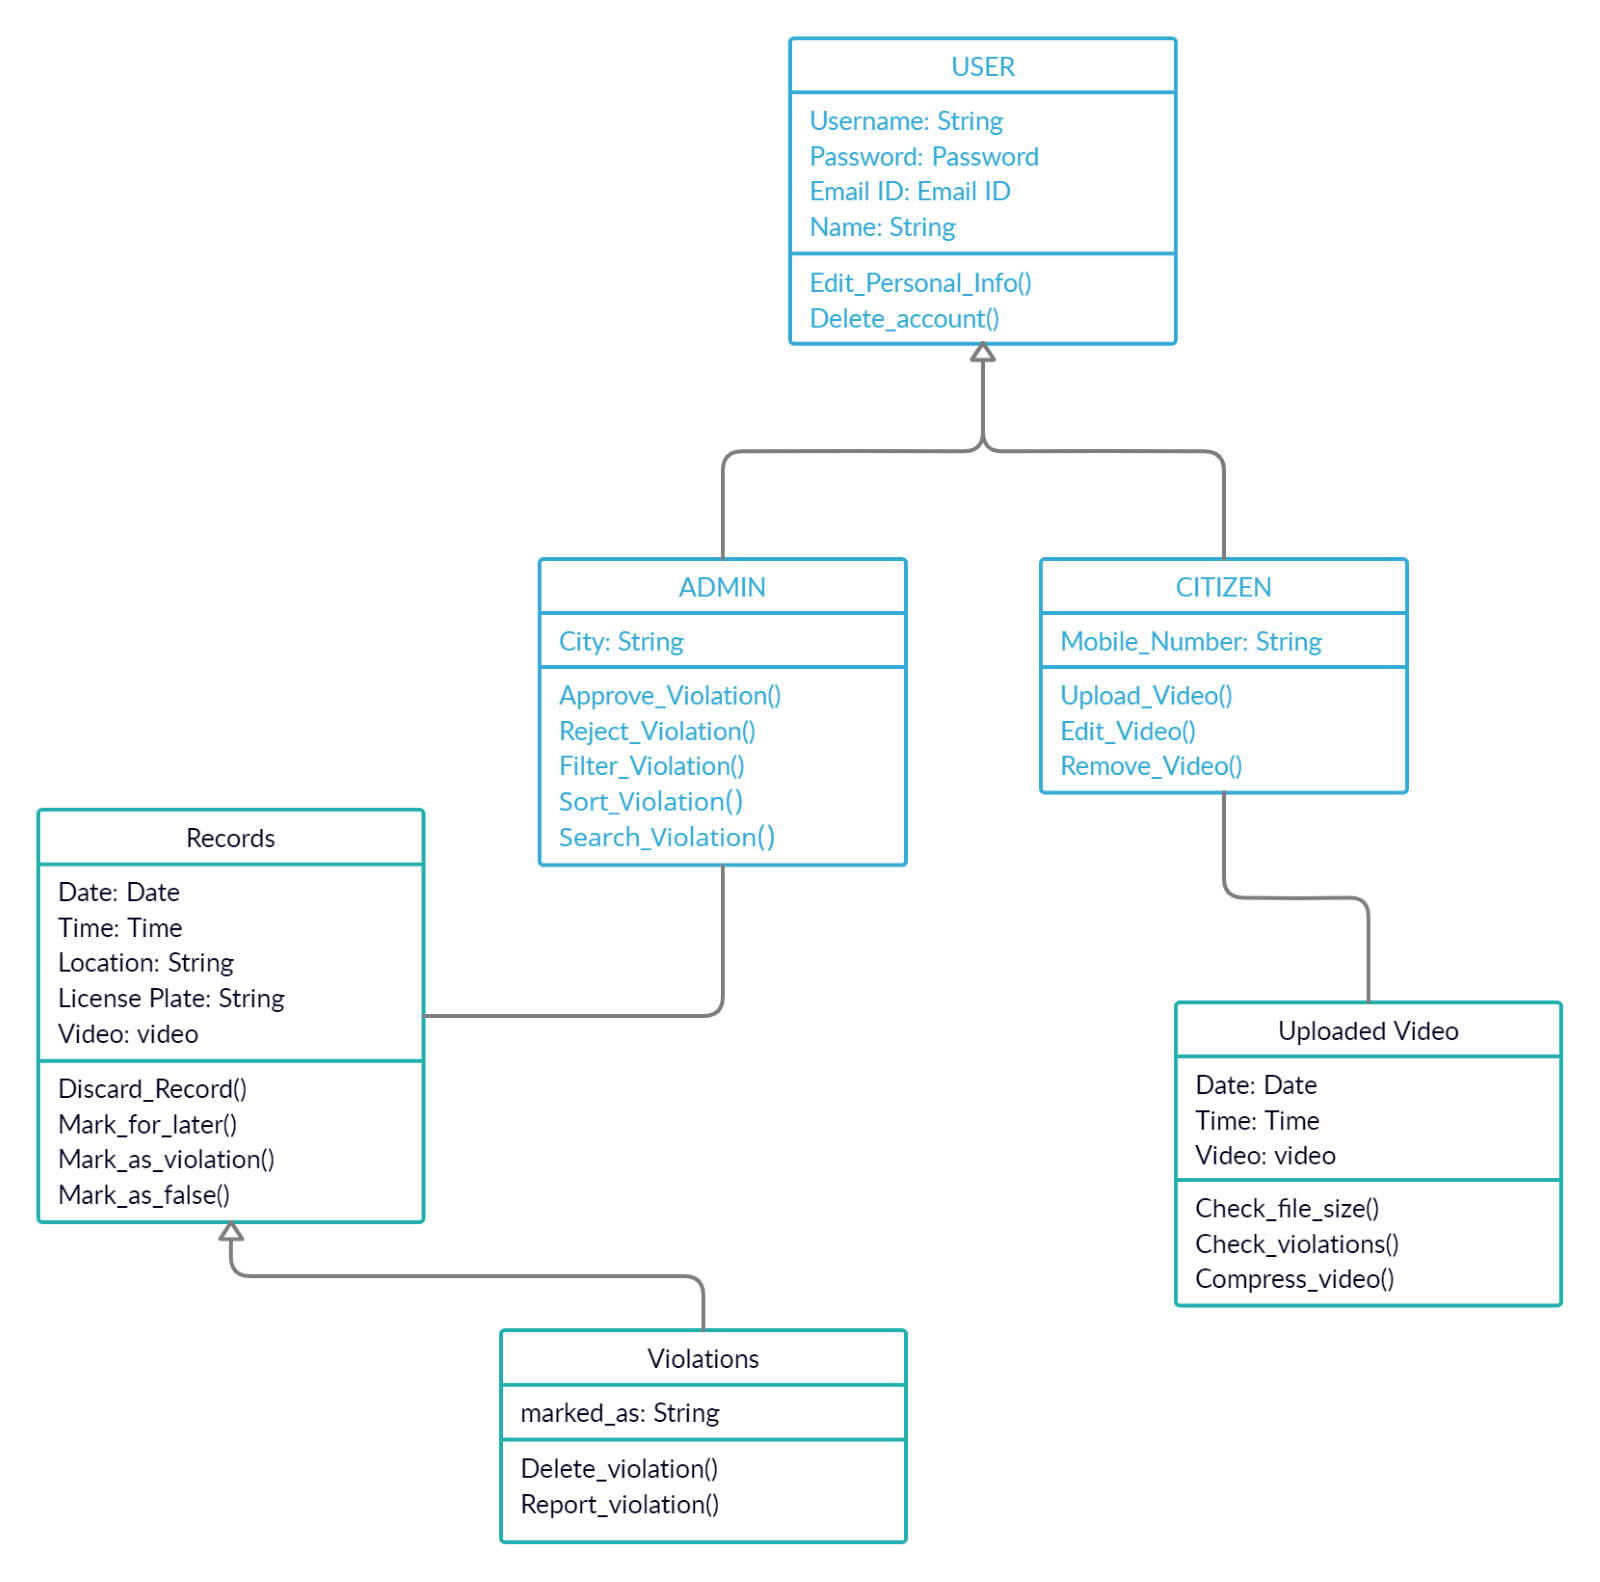 USER
Username: String
Password: Password
Email ID: Email ID
Name: String
Edit_Personal_Info()
Delete_account()
ADMIN
City: String
Approve_Violation()
Reject_Violation()
Filter_Violation()
Sort_Violation()
Search_Violation()
CITIZEN
Mobile_Number: String
Upload_Video()
Edit_Video()
Remove_Video()
Records
Date: Date
Time: Time
Location: String
License Plate: String
Video: video
Discard_Record()
Mark_for_later()
Mark_as_violation()
Mark_as_false()
Uploaded Video
Date: Date
Time: Time
Video: video
Check_file_size()
Check_violations()
Compress_video()
Violations
marked_as: String
Delete_violation()
Report_violation()